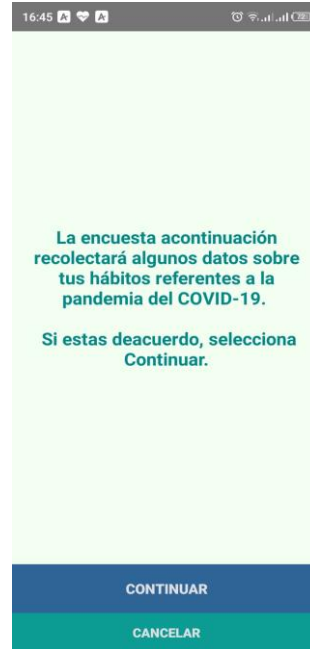 16:45
La encuesta acontinuación
recolectará algunos datos sobre
tus hábitos referentes a la
pandemia del COVID-19.
Si estas deacuerdo, selecciona
Continuar.
CONTINUAR
CANCELAR